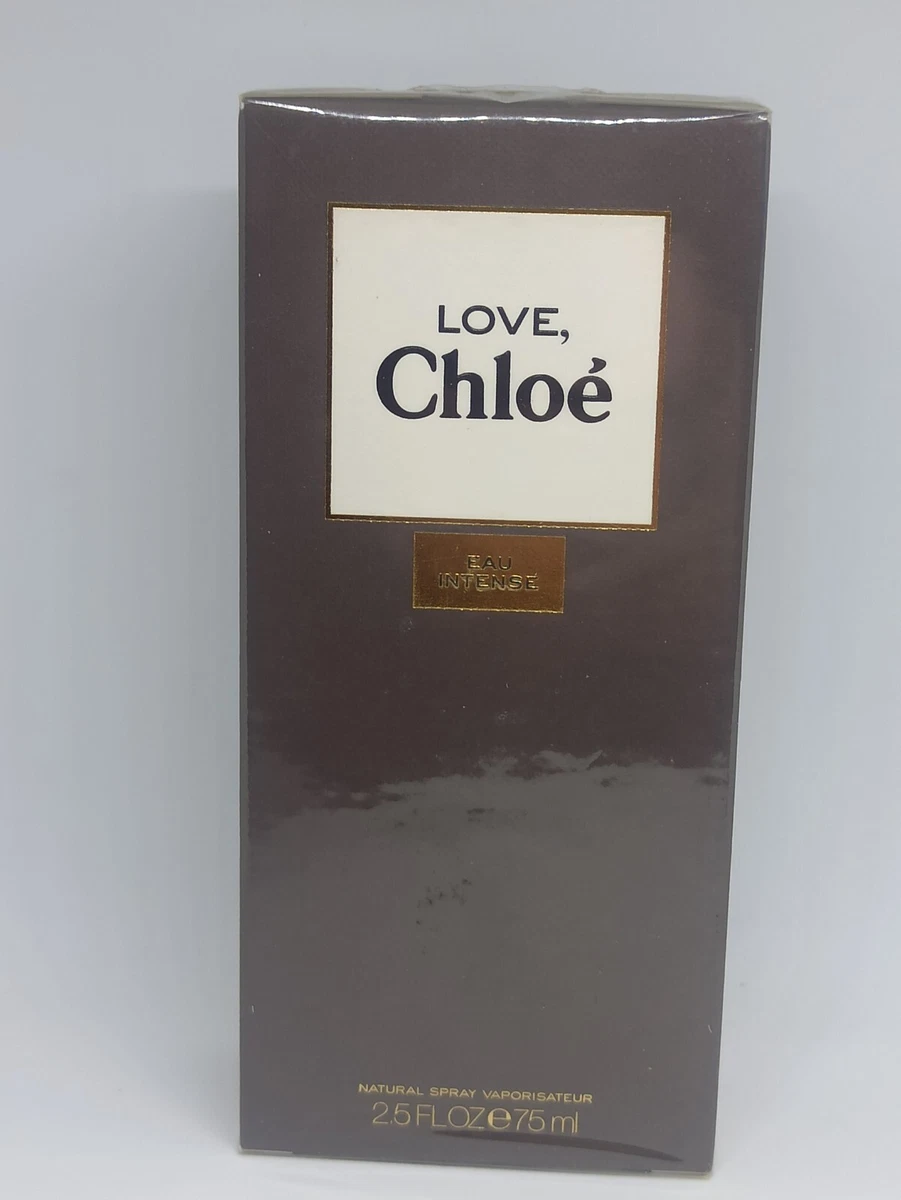 LOVE,
Chloé
EAU
INTENSE
NATURAL SPRAY VAPORISATEUR
2.5 FL OZ ℮ 75 ml